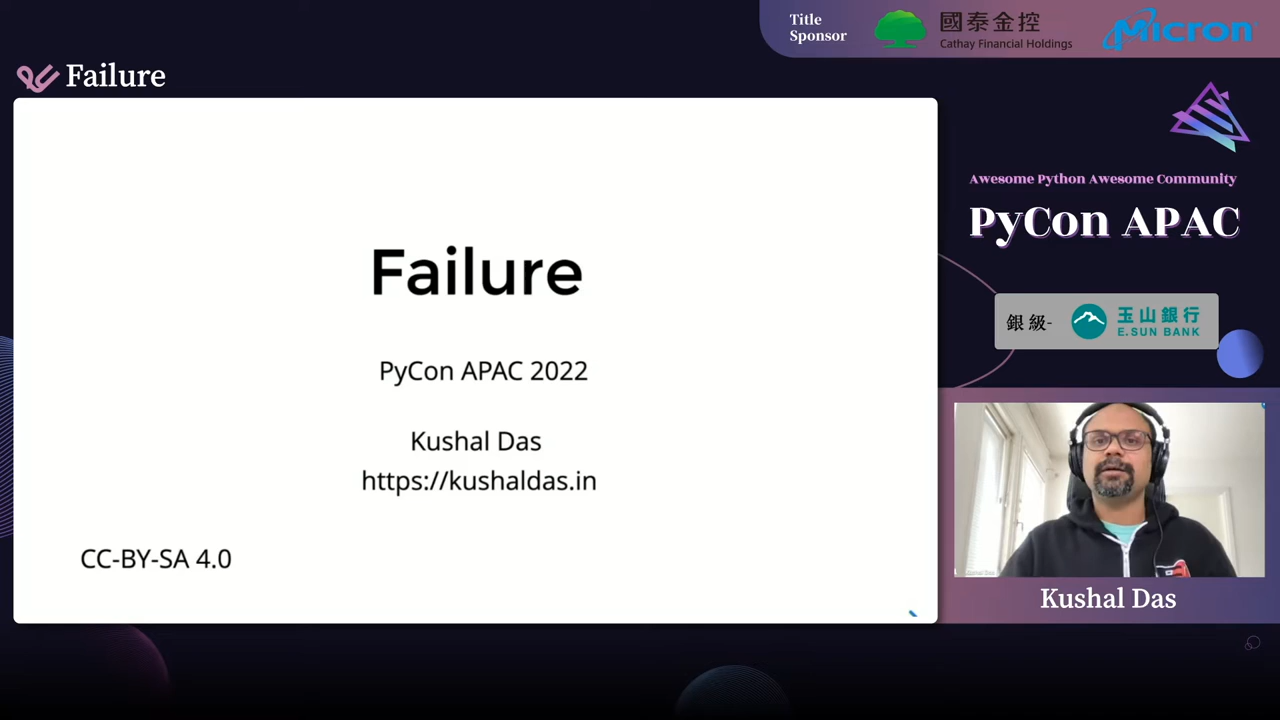 Title
Sponsor
國泰金控
Cathay Financial Holdings
Micron
Failure
Awesome Python Awesome Community
PyCon APAC
銀級-
玉山銀行
E.SUN BANK
Failure
PyCon APAC 2022
Kushal Das
https://kushaldas.in
CC-BY-SA 4.0
Kushal Das